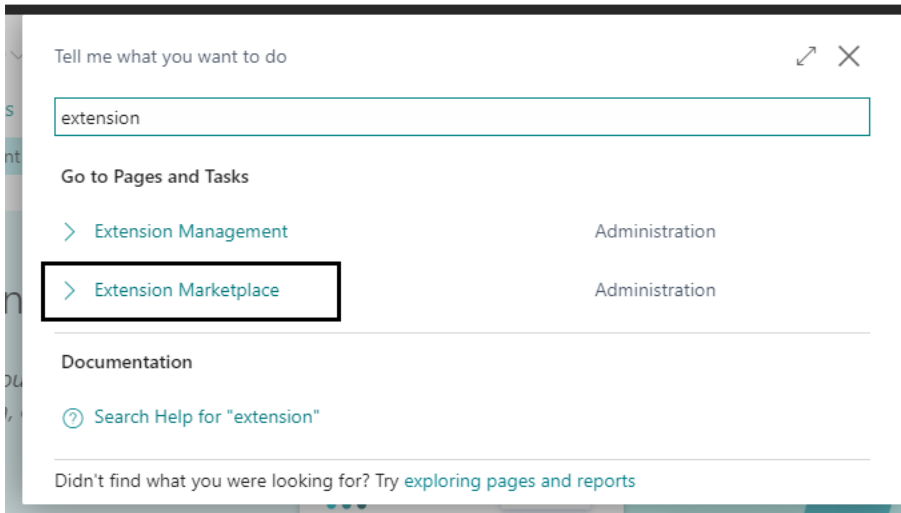 Tell me what you want to do
extension
Go to Pages and Tasks
Extension Management Administration
Extension Marketplace Administration
Documentation
Search Help for "extension"
Didn't find what you were looking for? Try exploring pages and reports